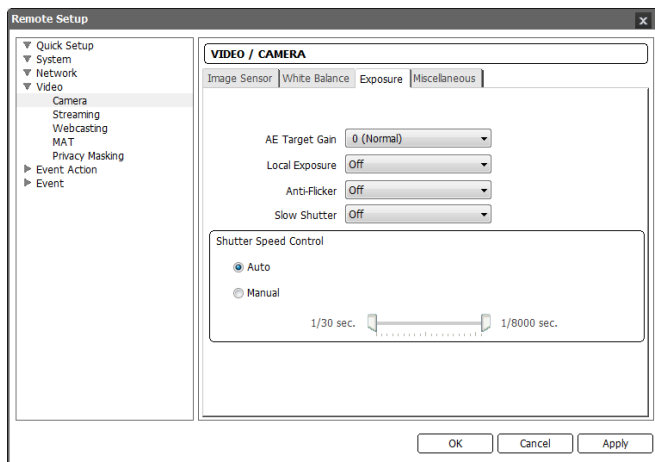 Remote Setup
x
Quick Setup
System
Network
Video
Camera
Streaming
Webcasting
MAT
Privacy Masking
Event Action
Event
VIDEO / CAMERA
Image Sensor White Balance Exposure Miscellaneous
AE Target Gain 0 (Normal)
Local Exposure Off
Anti-Flicker Off
Slow Shutter Off
Shutter Speed Control
Auto
Manual
1/30 sec. 1/8000 sec.
OK Cancel Apply